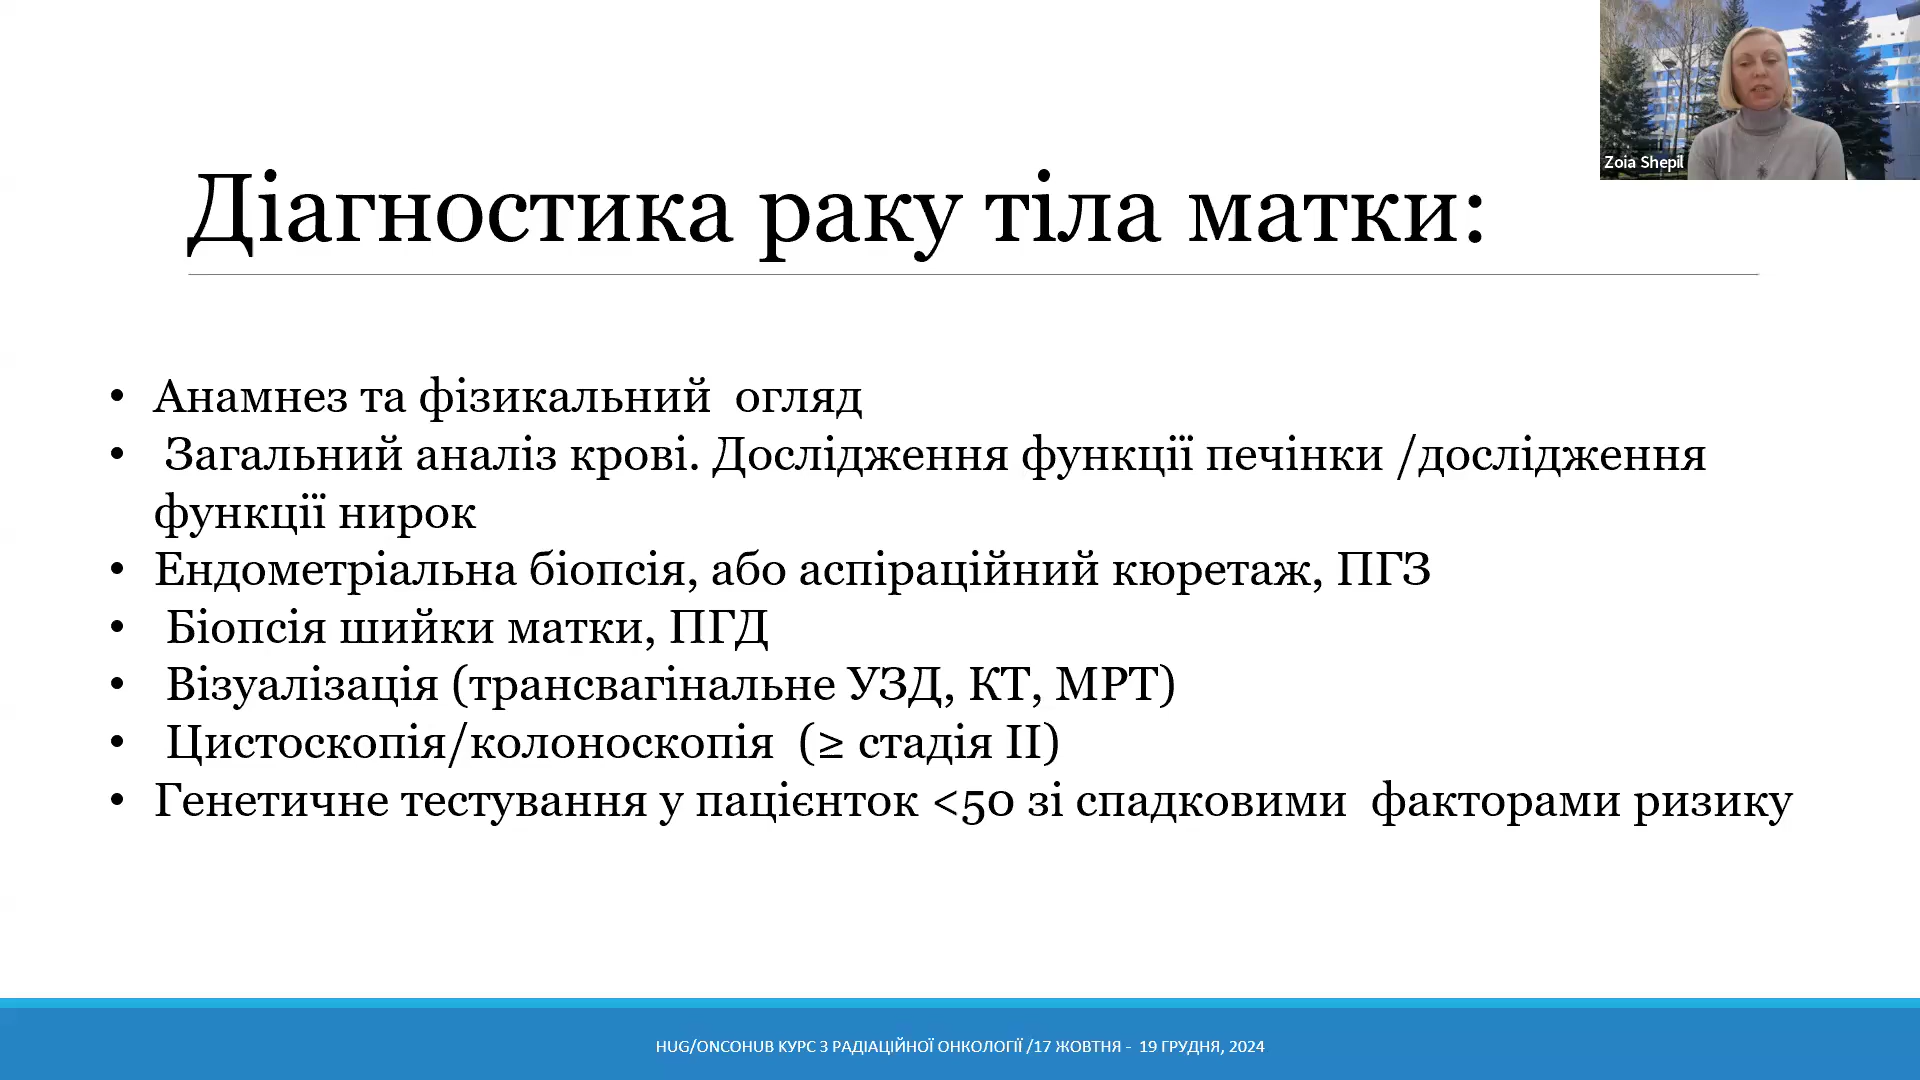 Zoia Shepil
Діагностика раку тіла матки:
• Анамнез та фізикальний  огляд
•  Загальний аналіз крові. Дослідження функції печінки /дослідження
функції нирок
• Ендометріальна біопсія, або аспіраційний кюретаж, ПГЗ
•  Біопсія шийки матки, ПГД
•  Візуалізація (трансвагінальне УЗД, КТ, МРТ)
•  Цистоскопія/колоноскопія  (≥ стадія II)
• Генетичне тестування у пацієнток <50 зі спадковими  факторами ризику
HUG/ONCOHUB КУРС З РАДІАЦІЙНОЇ ОНКОЛОГІЇ /17 ЖОВТНЯ -  19 ГРУДНЯ, 2024